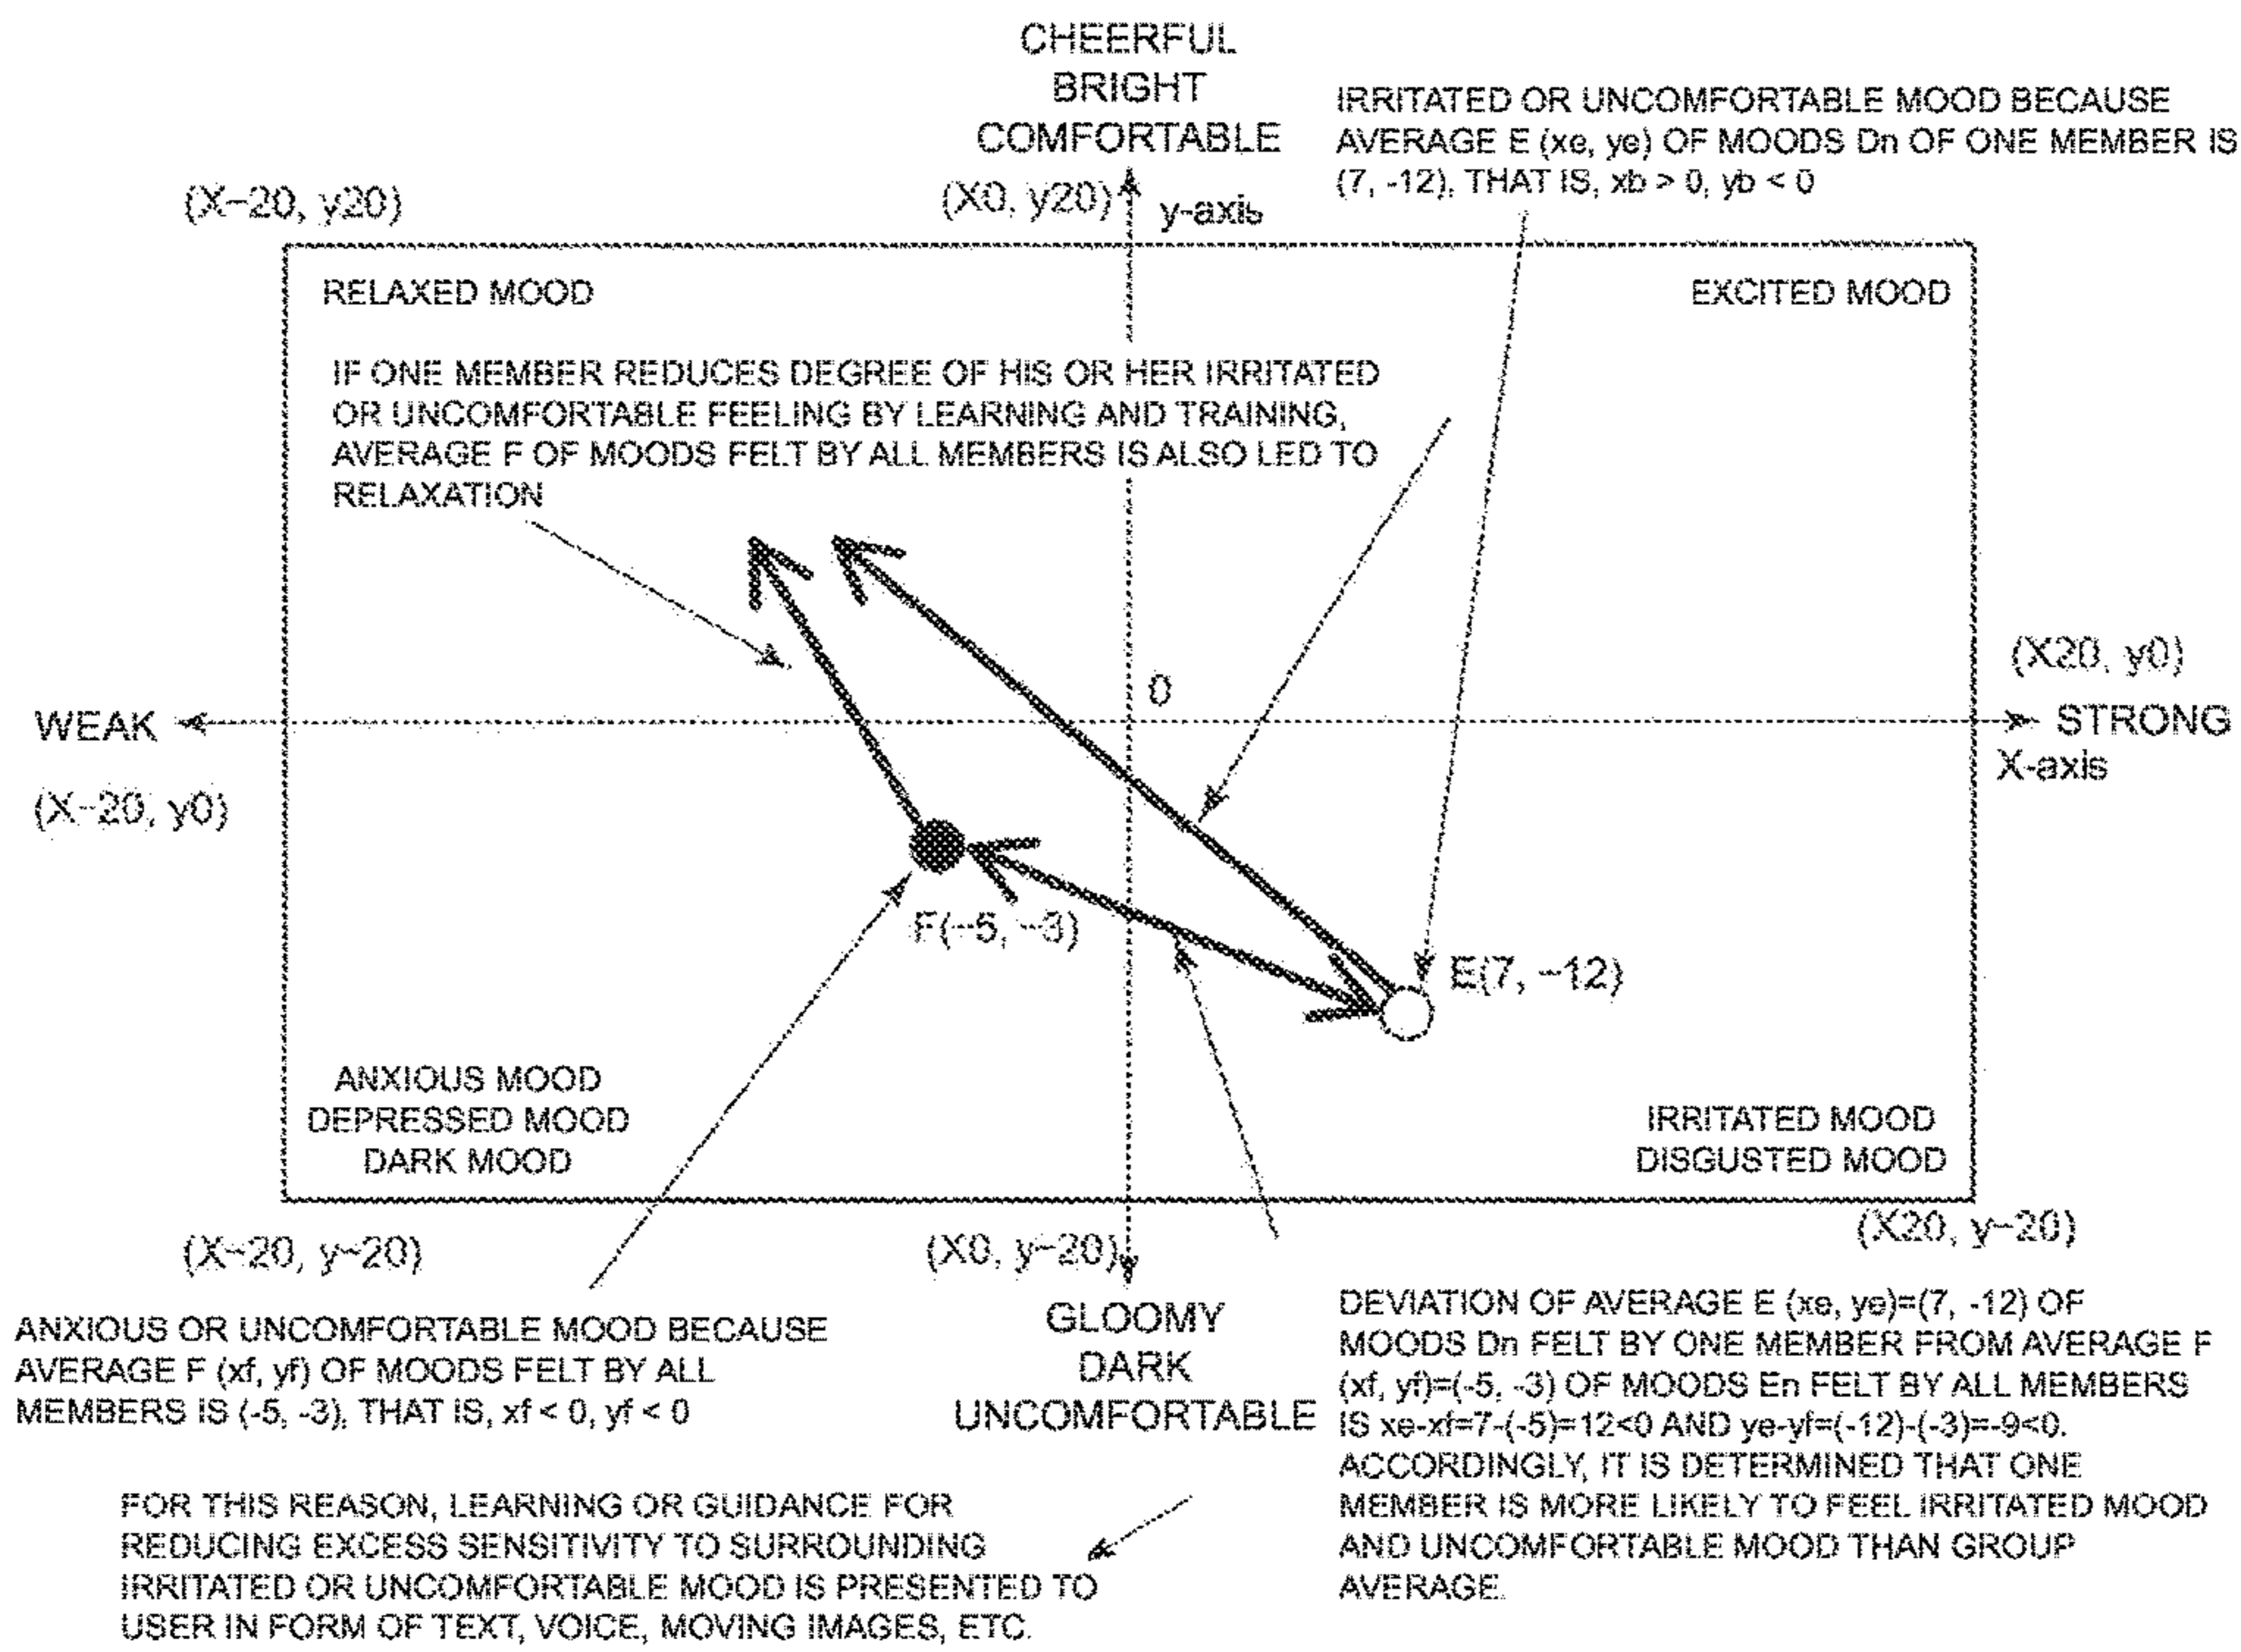 CHEERFUL
BRIGHT
COMFORTABLE
IRRITATED OR UNCOMFORTABLE MOOD BECAUSE
AVERAGE E (xe, ye) OF MOODS Dn OF ONE MEMBER IS
(7, -12), THAT IS, xb > 0, yb < 0
(X-20, y20)
(X0, y20)
y-axis
RELAXED MOOD
EXCITED MOOD
IF ONE MEMBER REDUCES DEGREE OF HIS OR HER IRRITATED
OR UNCOMFORTABLE FEELING BY LEARNING AND TRAINING,
AVERAGE F OF MOODS FELT BY ALL MEMBERS IS ALSO LED TO
RELAXATION
(X20, y0)
0
WEAK
STRONG
X-axis
(X-20, y0)
F(-5, -3)
E(7, -12)
ANXIOUS MOOD
DEPRESSED MOOD
DARK MOOD
IRRITATED MOOD
DISGUSTED MOOD
(X-20, y-20)
(X0, y-20)
(X20, y-20)
ANXIOUS OR UNCOMFORTABLE MOOD BECAUSE
AVERAGE F (xf, yf) OF MOODS FELT BY ALL
MEMBERS IS (-5, -3), THAT IS, xf < 0, yf < 0
GLOOMY
DARK
UNCOMFORTABLE
DEVIATION OF AVERAGE E (xe, ye)=(7, -12) OF
MOODS Dn FELT BY ONE MEMBER FROM AVERAGE F
(xf, yf)=(-5, -3) OF MOODS En FELT BY ALL MEMBERS
IS xe-xf=7-(-5)=12<0 AND ye-yf=(-12)-(-3)=-9<0.
ACCORDINGLY, IT IS DETERMINED THAT ONE
MEMBER IS MORE LIKELY TO FEEL IRRITATED MOOD
AND UNCOMFORTABLE MOOD THAN GROUP
AVERAGE.
FOR THIS REASON, LEARNING OR GUIDANCE FOR
REDUCING EXCESS SENSITIVITY TO SURROUNDING
IRRITATED OR UNCOMFORTABLE MOOD IS PRESENTED TO
USER IN FORM OF TEXT, VOICE, MOVING IMAGES, ETC.